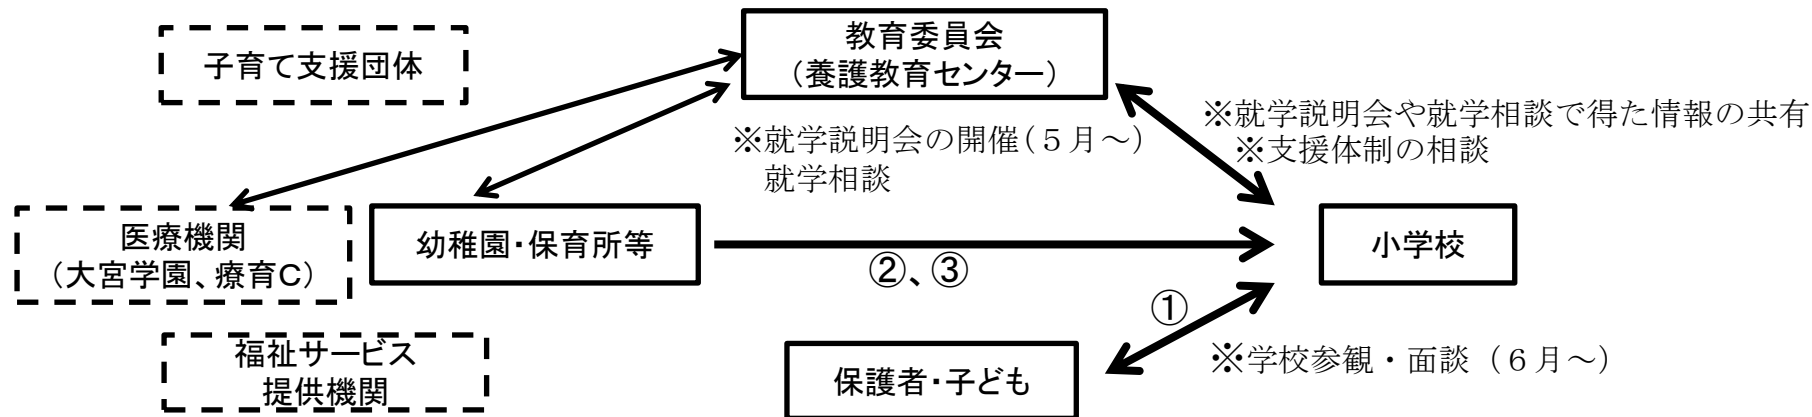 子育て支援団体
教育委員会
（養護教育センター）
※就学説明会や就学相談で得た情報の共有
※支援体制の相談
※就学説明会の開催（５月～）
就学相談
医療機関
（大宮学園、療育C）
幼稚園・保育所等
小学校
②、③
①
福祉サービス
提供機関
保護者・子ども
※学校参観・面談（６月～）